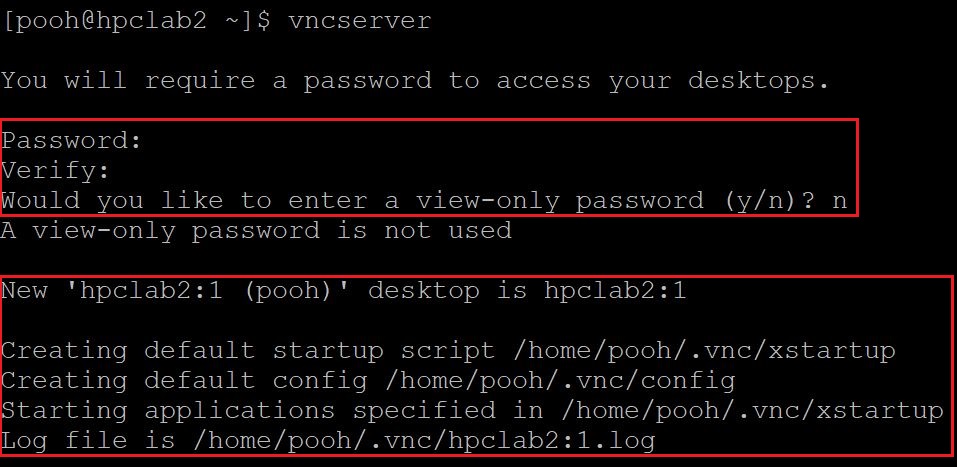 [pooh@hpclab2 ~]$ vncserver
You will require a password to access your desktops.
Password:
Verify:
Would you like to enter a view-only password (y/n)? n
A view-only password is not used
New 'hpclab2:1 (pooh)' desktop is hpclab2:1
Creating default startup script /home/pooh/.vnc/xstartup
Creating default config /home/pooh/.vnc/config
Starting applications specified in /home/pooh/.vnc/xstartup
Log file is /home/pooh/.vnc/hpclab2:1.log